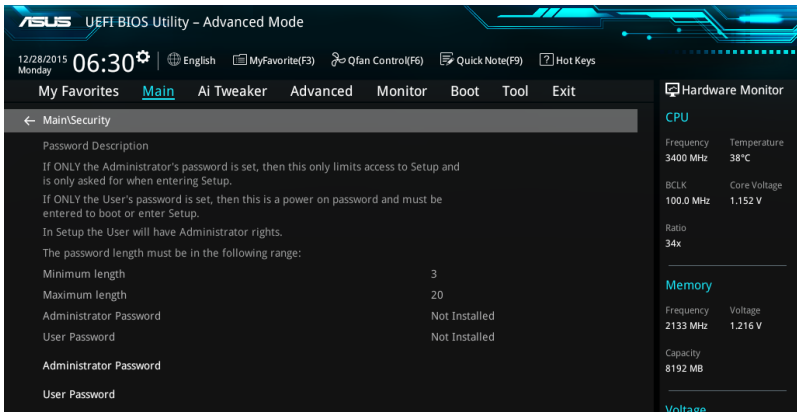 ASUS UEFI BIOS Utility – Advanced Mode
12/28/2015 Monday 06:30 English MyFavorite(F3) Qfan Control(F6) Quick Note(F9) ? Hot Keys
My Favorites Main Ai Tweaker Advanced Monitor Boot Tool Exit
← Main\Security
Password Description
If ONLY the Administrator's password is set, then this only limits access to Setup and
is only asked for when entering Setup.
If ONLY the User's password is set, then this is a power on password and must be
entered to boot or enter Setup.
In Setup the User will have Administrator rights.
The password length must be in the following range:
Minimum length 3
Maximum length 20
Administrator Password Not Installed
User Password Not Installed
Administrator Password
User Password
Hardware Monitor
CPU
Frequency Temperature
3400 MHz 38°C
BCLK Core Voltage
100.0 MHz 1.152 V
Ratio
34x
Memory
Frequency Voltage
2133 MHz 1.216 V
Capacity
8192 MB
Voltage